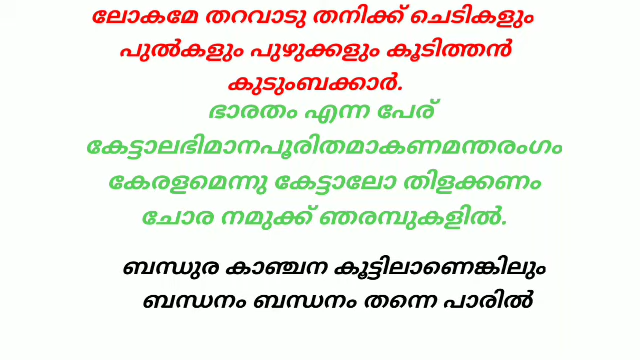 ലോകമേ തറവാടു തനിക്ക് ചെടികളും
പുൽകളും പുഴുക്കളും കൂടിത്തൻ
കുടുംബക്കാർ.
ഭാരതം എന്ന പേര്
കേട്ടാലഭിമാനപൂരിതമാകണമന്തരംഗം
കേരളമെന്നു കേട്ടാലോ തിളക്കണം
ചോര നമുക്ക് ഞരമ്പുകളിൽ.
ബന്ധുര കാഞ്ചന കൂട്ടിലാണെങ്കിലും
ബന്ധനം ബന്ധനം തന്നെ പാരിൽ